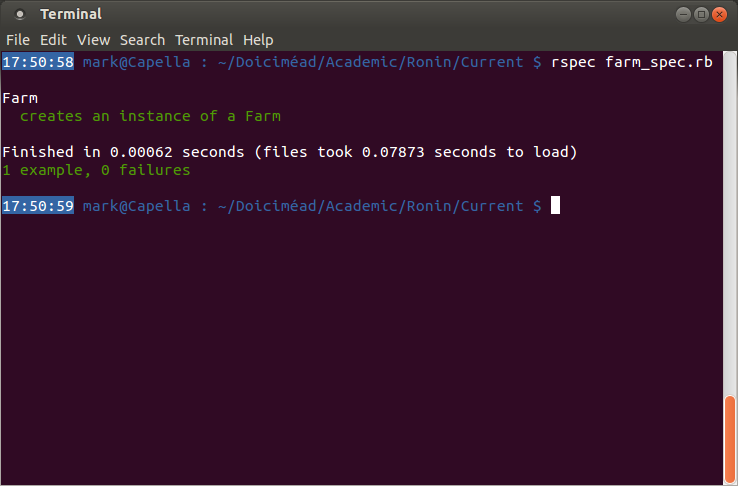 Terminal
File Edit View Search Terminal Help
17:50:58 mark@Capella : ~/Doiciméad/Academic/Ronin/Current $ rspec farm_spec.rb
Farm
creates an instance of a Farm
Finished in 0.00062 seconds (files took 0.07873 seconds to load)
1 example, 0 failures
17:50:59 mark@Capella : ~/Doiciméad/Academic/Ronin/Current $